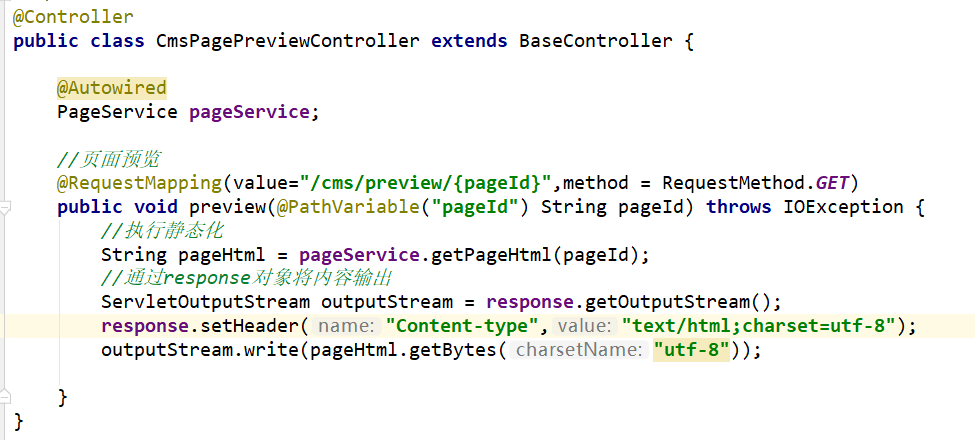 @Controller
public class CmsPagePreviewController extends BaseController {
@Autowired
PageService pageService;
//页面预览
@RequestMapping(value="/cms/preview/{pageId}",method = RequestMethod.GET)
public void preview(@PathVariable("pageId") String pageId) throws IOException {
//执行静态化
String pageHtml = pageService.getPageHtml(pageId);
//通过response对象将内容输出
ServletOutputStream outputStream = response.getOutputStream();
response.setHeader( name: "Content-type", value: "text/html;charset=utf-8");
outputStream.write(pageHtml.getBytes( charsetName: "utf-8"));
}
}